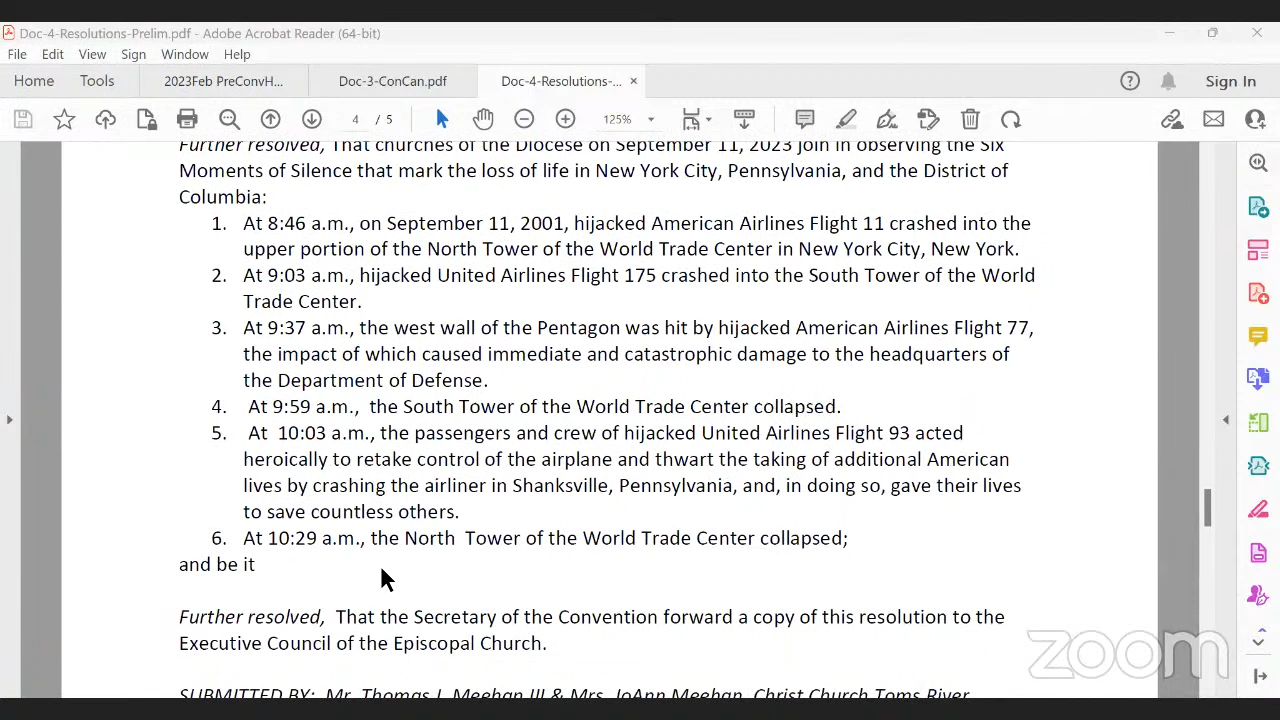 Doc-4-Resolutions-Prelim.pdf - Adobe Acrobat Reader (64-bit)
File Edit View Sign Window Help
Home Tools 2023Feb PreConvH... Doc-3-ConCan.pdf Doc-4-Resolutions-... × Sign In
4 / 5 125%
Further resolved, That churches of the Diocese on September 11, 2023 join in observing the Six
Moments of Silence that mark the loss of life in New York City, Pennsylvania, and the District of
Columbia:
1. At 8:46 a.m., on September 11, 2001, hijacked American Airlines Flight 11 crashed into the
upper portion of the North Tower of the World Trade Center in New York City, New York.
2. At 9:03 a.m., hijacked United Airlines Flight 175 crashed into the South Tower of the World
Trade Center.
3. At 9:37 a.m., the west wall of the Pentagon was hit by hijacked American Airlines Flight 77,
the impact of which caused immediate and catastrophic damage to the headquarters of
the Department of Defense.
4. At 9:59 a.m., the South Tower of the World Trade Center collapsed.
5. At 10:03 a.m., the passengers and crew of hijacked United Airlines Flight 93 acted
heroically to retake control of the airplane and thwart the taking of additional American
lives by crashing the airliner in Shanksville, Pennsylvania, and, in doing so, gave their lives
to save countless others.
6. At 10:29 a.m., the North Tower of the World Trade Center collapsed;
and be it
Further resolved, That the Secretary of the Convention forward a copy of this resolution to the
Executive Council of the Episcopal Church.
zoom
SUBMITTED BY: Mr. Thomas J. Meehan III & Mrs. JoAnn Meehan, Christ Church Toms River